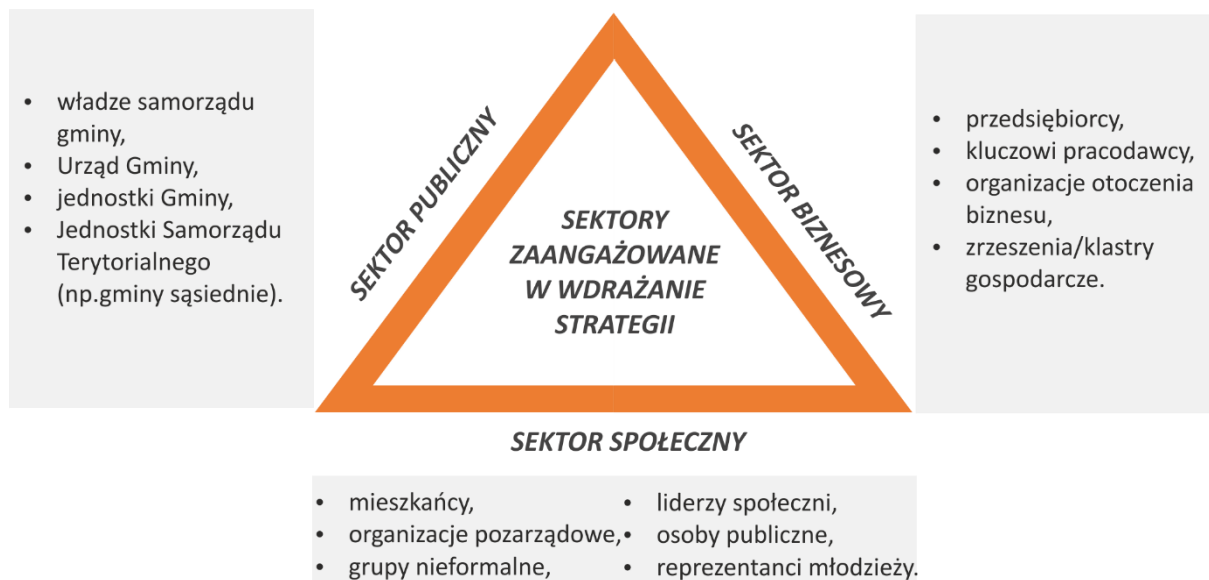 • władze samorządu
gminy,
• Urząd Gminy,
• jednostki Gminy,
• Jednostki Samorządu
Terytorialnego
(np.gminy sąsiednie).
SEKTOR PUBLICZNY
SEKTORY
ZAANGAŻOWANE
W WDRAŻANIE
STRATEGII
SEKTOR BIZNESOWY
• przedsiębiorcy,
• kluczowi pracodawcy,
• organizacje otoczenia
biznesu,
• zrzeszenia/klastry
gospodarcze.
SEKTOR SPOŁECZNY
• mieszkańcy,
• organizacje pozarządowe,
• grupy nieformalne,
• liderzy społeczni,
• osoby publiczne,
• reprezentanci młodzieży.